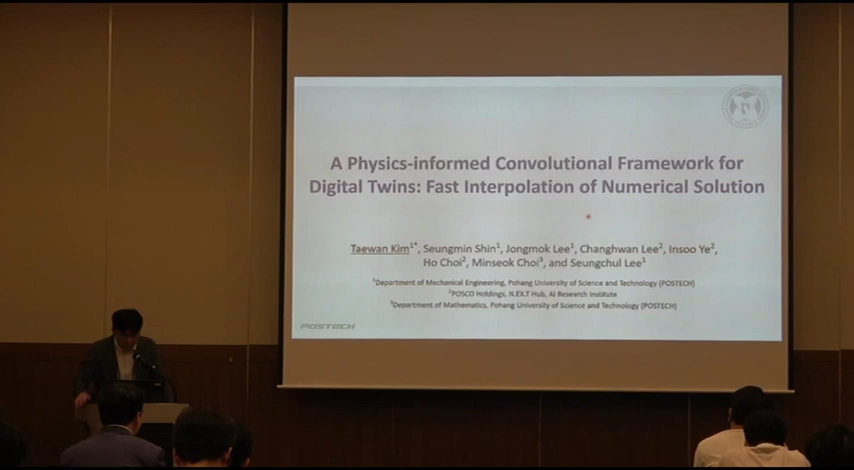 A Physics-informed Convolutional Framework for
Digital Twins: Fast Interpolation of Numerical Solution
Taewan Kim1*, Seungmin Shin1, Jongmok Lee1, Changhwan Lee2, Insoo Ye2,
Ho Choi2, Minseok Choi3, and Seungchul Lee1
1Department of Mechanical Engineering, Pohang University of Science and Technology (POSTECH)
2POSCO Holdings, N.EX.T Hub, AI Research Institute
3Department of Mathematics, Pohang University of Science and Technology (POSTECH)
POSTECH